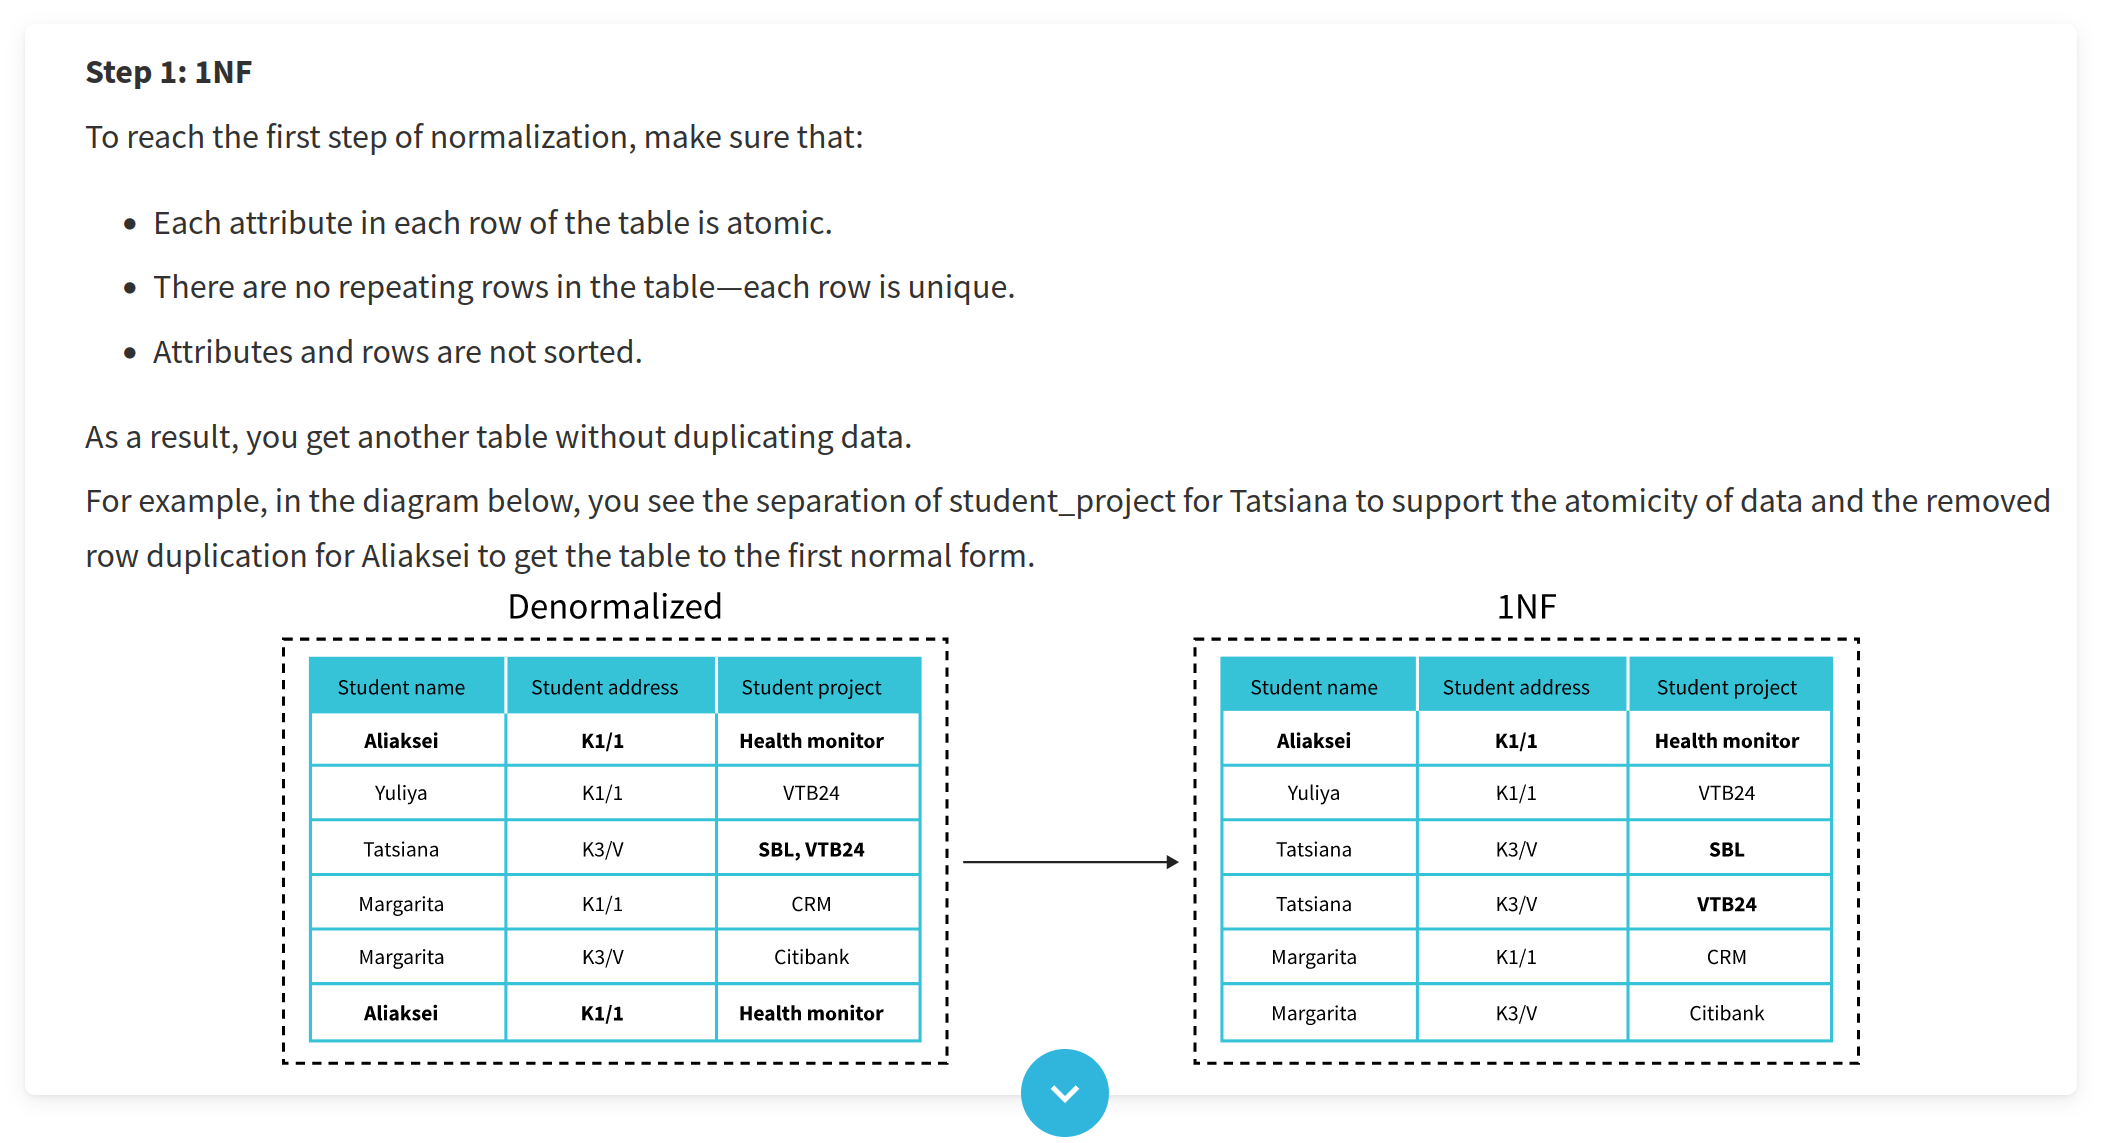 Step 1: 1NF
To reach the first step of normalization, make sure that:
• Each attribute in each row of the table is atomic.
• There are no repeating rows in the table—each row is unique.
• Attributes and rows are not sorted.
As a result, you get another table without duplicating data.
For example, in the diagram below, you see the separation of student_project for Tatsiana to support the atomicity of data and the removed
row duplication for Aliaksei to get the table to the first normal form.
Denormalized
Student name Student address Student project
Aliaksei K1/1 Health monitor
Yuliya K1/1 VTB24
Tatsiana K3/V SBL, VTB24
Margarita K1/1 CRM
Margarita K3/V Citibank
Aliaksei K1/1 Health monitor
1NF
Student name Student address Student project
Aliaksei K1/1 Health monitor
Yuliya K1/1 VTB24
Tatsiana K3/V SBL
Tatsiana K3/V VTB24
Margarita K1/1 CRM
Margarita K3/V Citibank